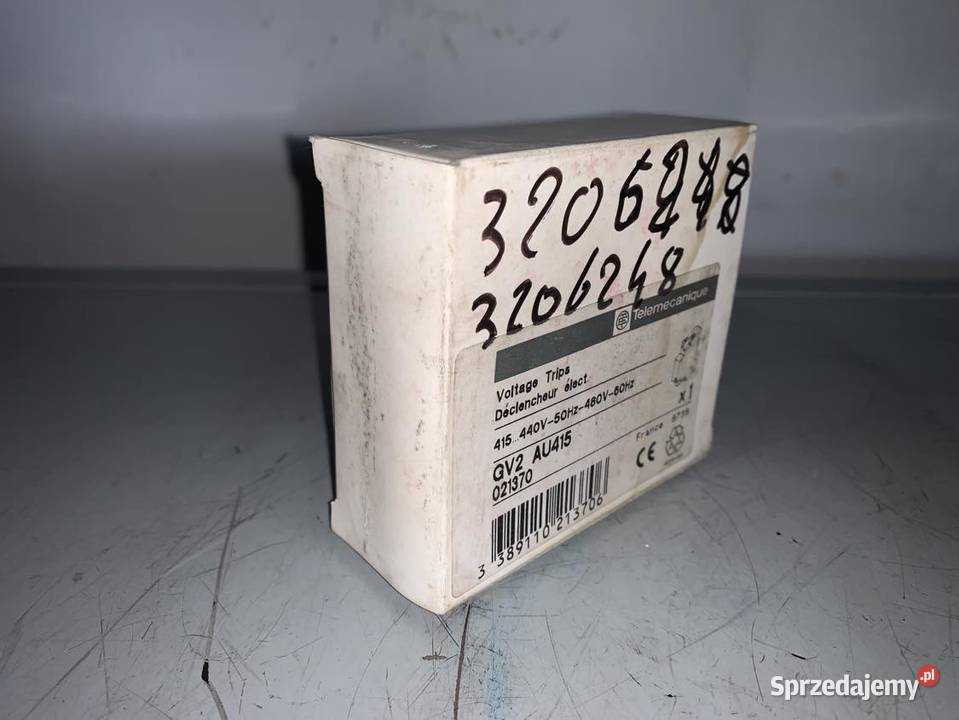 3206248
Telemecanique
Voltage Trips
Déclencheur élect.
415..440V-50Hz-480V-60Hz
GV2 AU415
021370
x1
France
CE
3 389110 213706
Sprzedajemy.pl